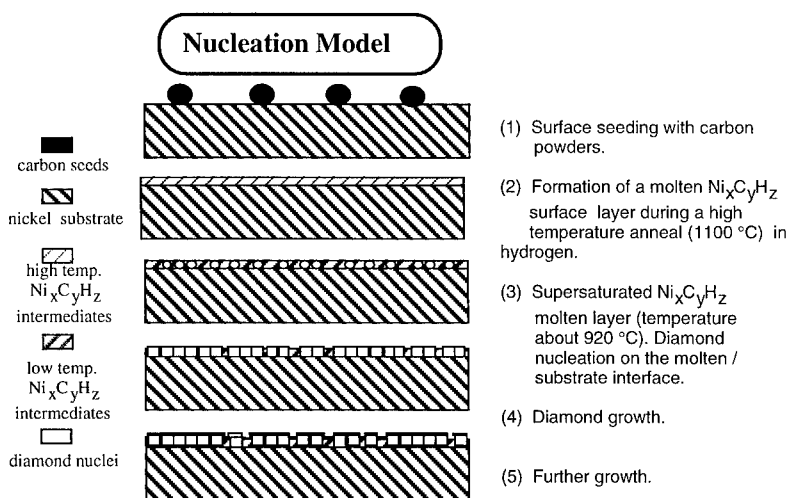 Nucleation Model
carbon seeds
nickel substrate
high temp.
NixCyHz
intermediates
low temp.
NixCyHz
intermediates
diamond nuclei
(1) Surface seeding with carbon
powders.
(2) Formation of a molten NixCyHz
surface layer during a high
temperature anneal (1100 °C) in
hydrogen.
(3) Supersaturated NixCyHz
molten layer (temperature
about 920 °C). Diamond
nucleation on the molten /
substrate interface.
(4) Diamond growth.
(5) Further growth.